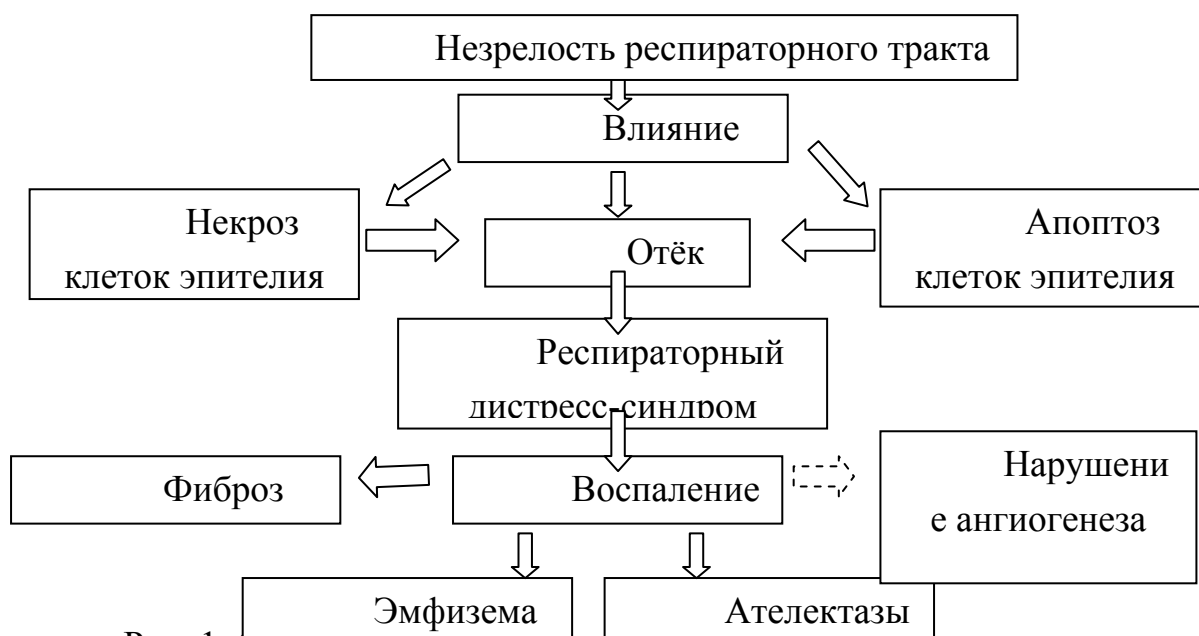 Незрелость респираторного тракта
Влияние
Некроз
клеток эпителия
Отёк
Апоптоз
клеток эпителия
Респираторный
дистресс-синдром
Фиброз
Воспаление
Нарушени
е ангиогенеза
Эмфизема
Ателектазы